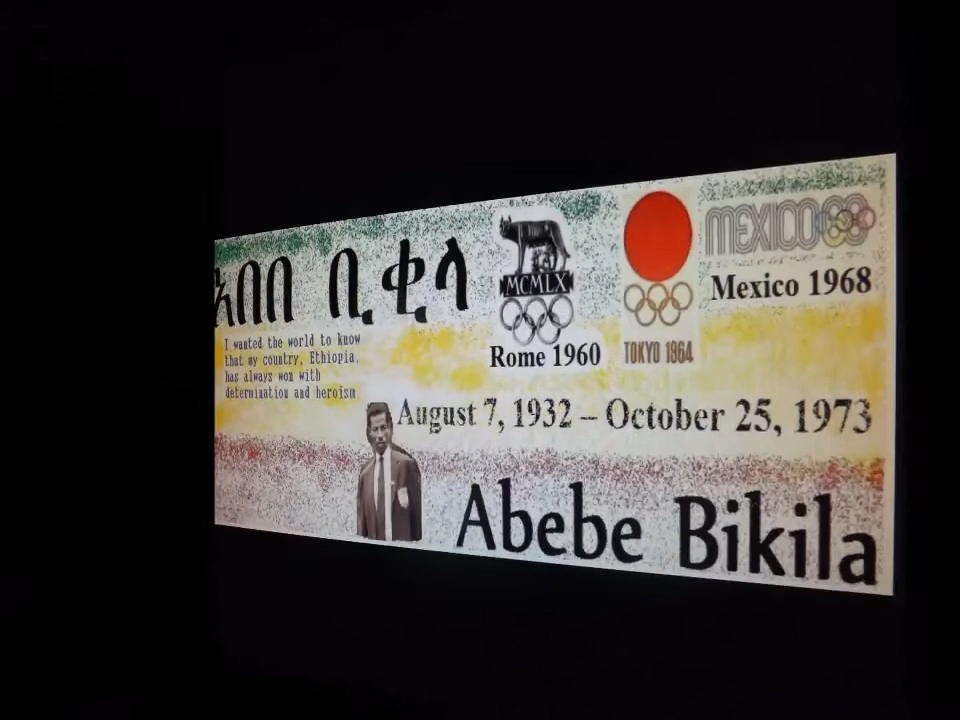 አበበ ቢቂላ
MCMLX
Rome 1960
TOKYO 1964
MEXICO68
Mexico 1968
I wanted the world to know
that my country, Ethiopia,
has always won with
determination and heroism
August 7, 1932 – October 25, 1973
Abebe Bikila